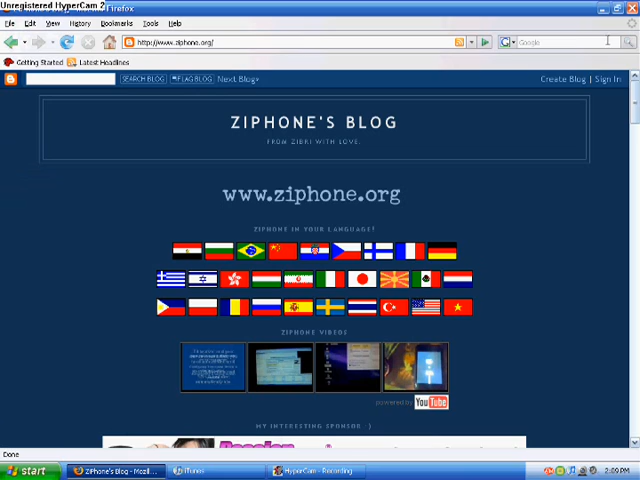 Unregistered HyperCam 2
Firefox
File Edit View History Bookmarks Tools Help
http://www.ziphone.org/
Google
Getting Started Latest Headlines
SEARCH BLOG FLAG BLOG Next Blog» Create Blog | Sign In
ZIPHONE'S BLOG
FROM ZIBRI WITH LOVE.
www.ziphone.org
ZIPHONE IN YOUR LANGUAGE!
ZIPHONE VIDEOS
powered by YouTube
MY INTERESTING SPONSOR :)
Done
start ZiPhone's Blog - Mozil... iTunes HyperCam - Recording 2:09 PM